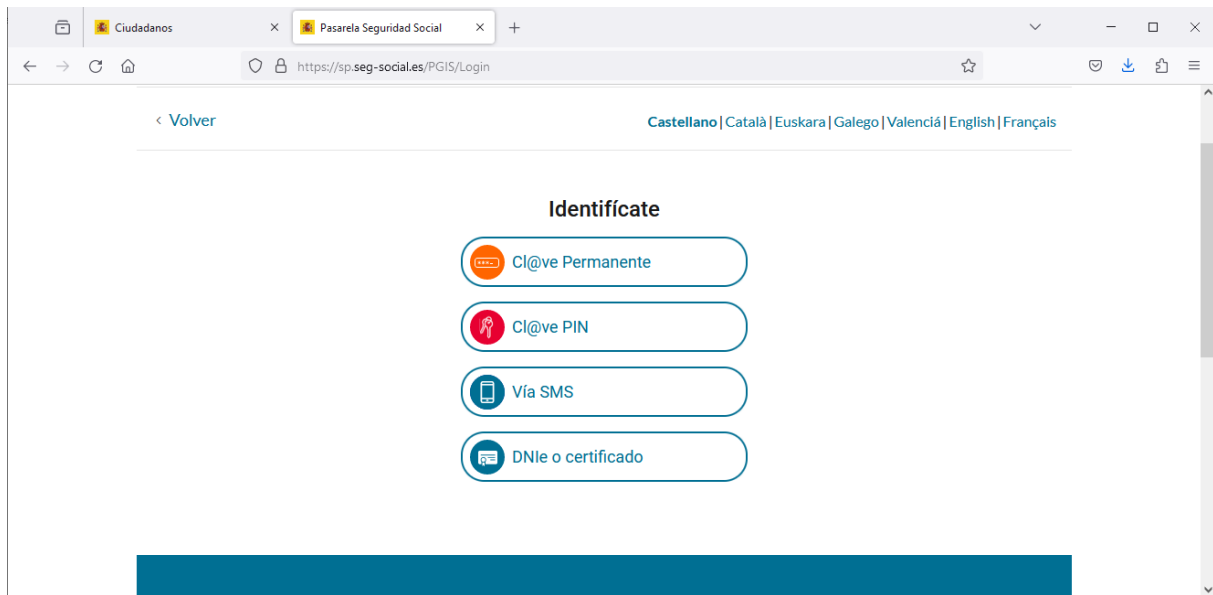 Ciudadanos
Pasarela Seguridad Social
https://sp.seg-social.es/PGIS/Login
Volver
Castellano|Català|Euskara|Galego|Valenciá|English|Français
Identifícate
Cl@ve Permanente
Cl@ve PIN
Vía SMS
DNIe o certificado